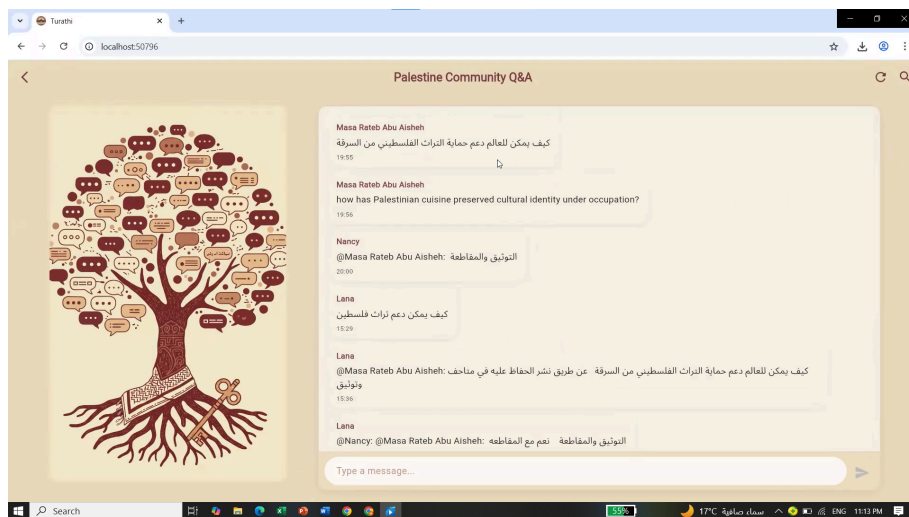 Turathi
localhost:50796
Palestine Community Q&A
Masa Rateb Abu Aisheh
كيف يمكن للعالم دعم حماية التراث الفلسطيني من السرقة
19:55
Masa Rateb Abu Aisheh
how has Palestinian cuisine preserved cultural identity under occupation?
19:56
Nancy
@Masa Rateb Abu Aisheh: التوثيق والمقاطعة
20:00
Lana
كيف يمكن دعم تراث فلسطين
15:29
Lana
@Masa Rateb Abu Aisheh: كيف يمكن للعالم دعم حماية التراث الفلسطيني من السرقة عن طريق نشر الحفاظ عليه في متاحف
وتوثيق
15:36
Lana
@Nancy: @Masa Rateb Abu Aisheh: التوثيق والمقاطعة نعم مع المقاطعه
Type a message...
Search
55%
17°C سماء صافية
ENG
11:13 PM